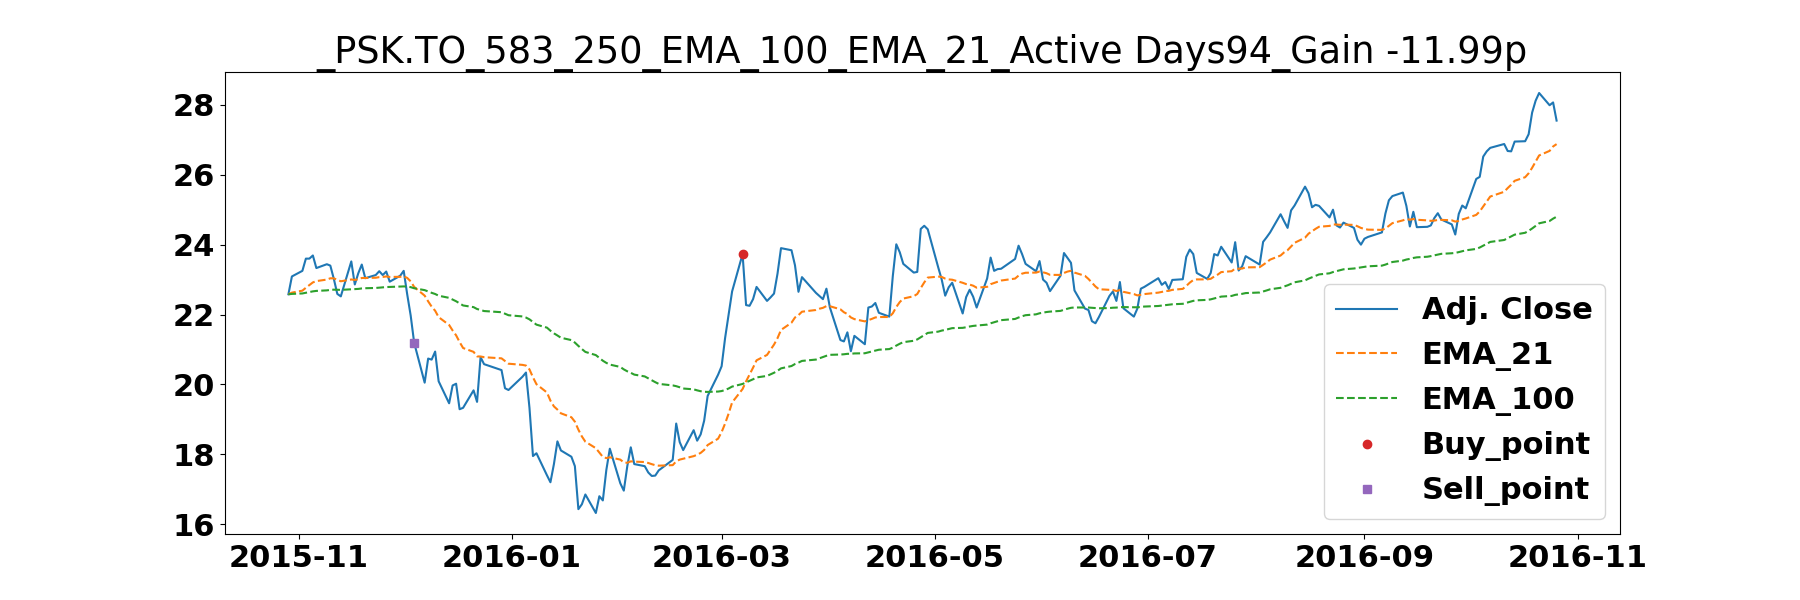 _PSK.TO_583_250_EMA_100_EMA_21_Active Days94_Gain -11.99p
28
26
24
22
20
18
16
Adj. Close
EMA_21
EMA_100
Buy_point
Sell_point
2015-11 2016-01 2016-03 2016-05 2016-07 2016-09 2016-11